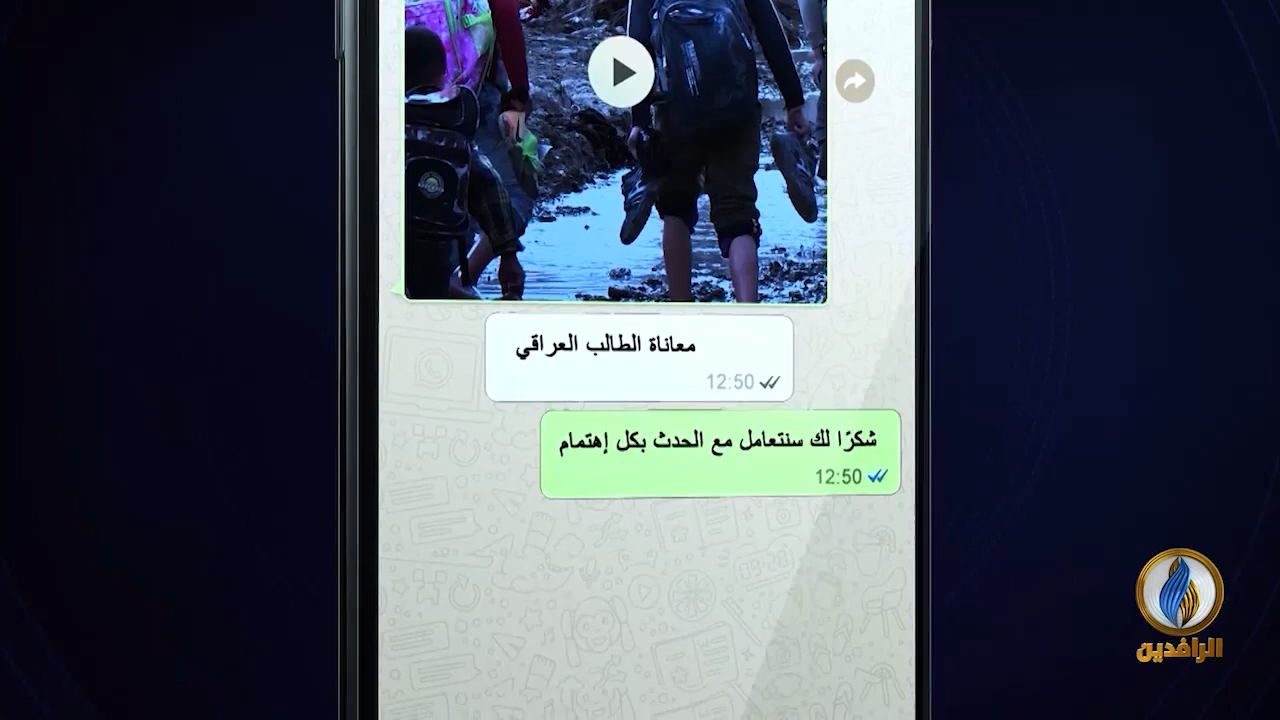 معاناة الطالب العراقي
12:50
شكرًا لك سنتعامل مع الحدث بكل إهتمام
12:50
الرافدين